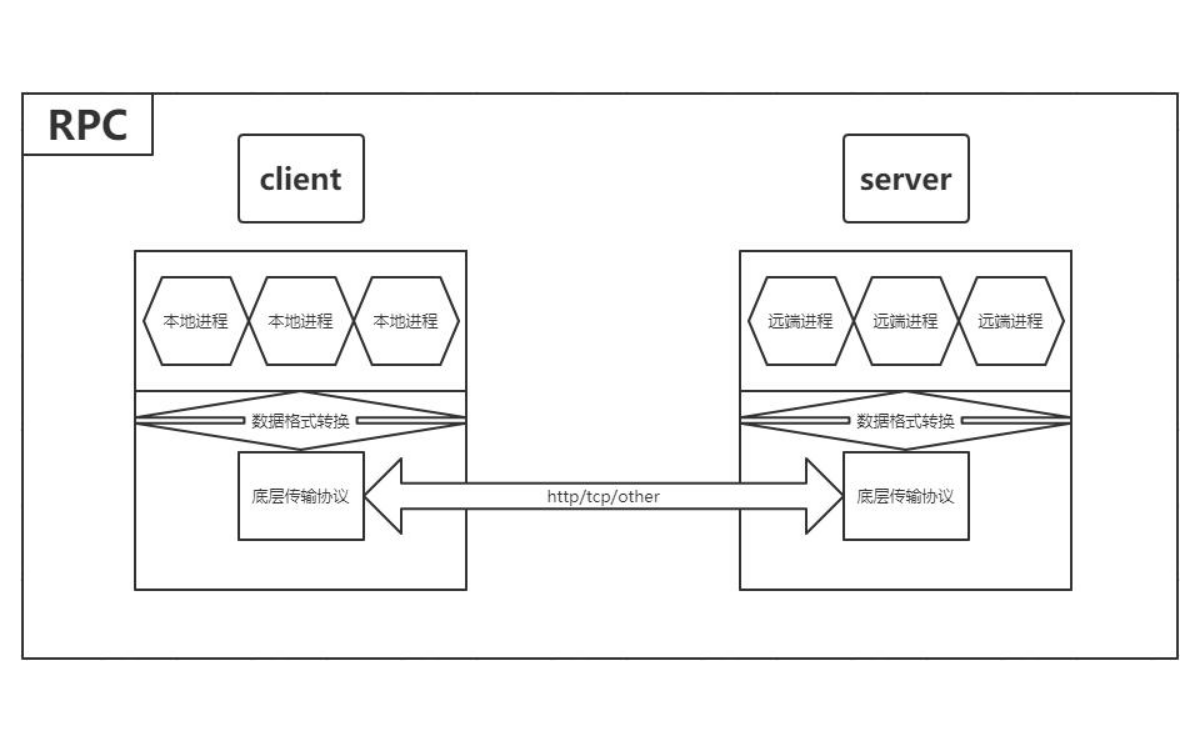 RPC
client
server
本地进程
本地进程
本地进程
远端进程
远端进程
远端进程
数据格式转换
数据格式转换
底层传输协议
http/tcp/other
底层传输协议